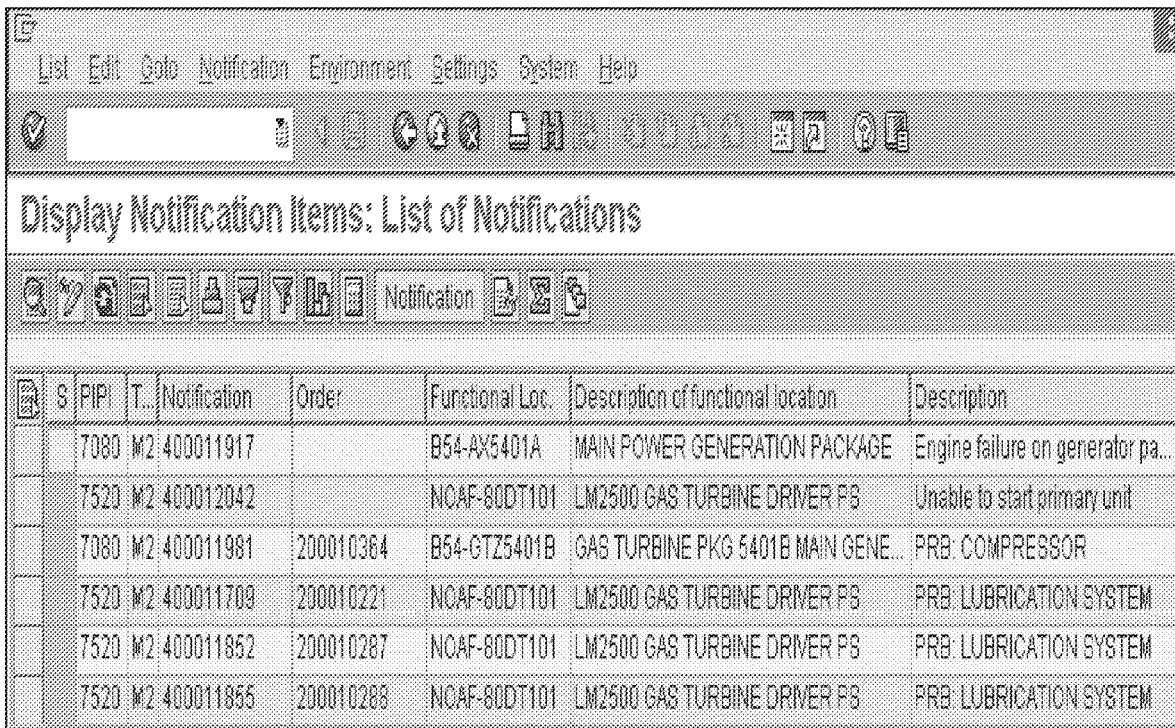 List Edit Goto Notification Environment Settings System Help
Display Notification Items: List of Notifications
Notification
S PlPl T... Notification Order Functional Loc. Description of functional location Description
7080 M2 400011917 B54-AX5401A MAIN POWER GENERATION PACKAGE Engine failure on generator pa...
7520 M2 400012042 NOAF-80DT101 LM2500 GAS TURBINE DRIVER PS Unable to start primary unit
7080 M2 400011981 200010364 B54-GTZ5401B GAS TURBINE PKG 5401B MAIN GENE... PRB: COMPRESSOR
7520 M2 400011709 200010221 NOAF-80DT101 LM2500 GAS TURBINE DRIVER PS PRB: LUBRICATION SYSTEM
7520 M2 400011852 200010287 NOAF-80DT101 LM2500 GAS TURBINE DRIVER PS PRB: LUBRICATION SYSTEM
7520 M2 400011855 200010288 NOAF-80DT101 LM2500 GAS TURBINE DRIVER PS PRB: LUBRICATION SYSTEM